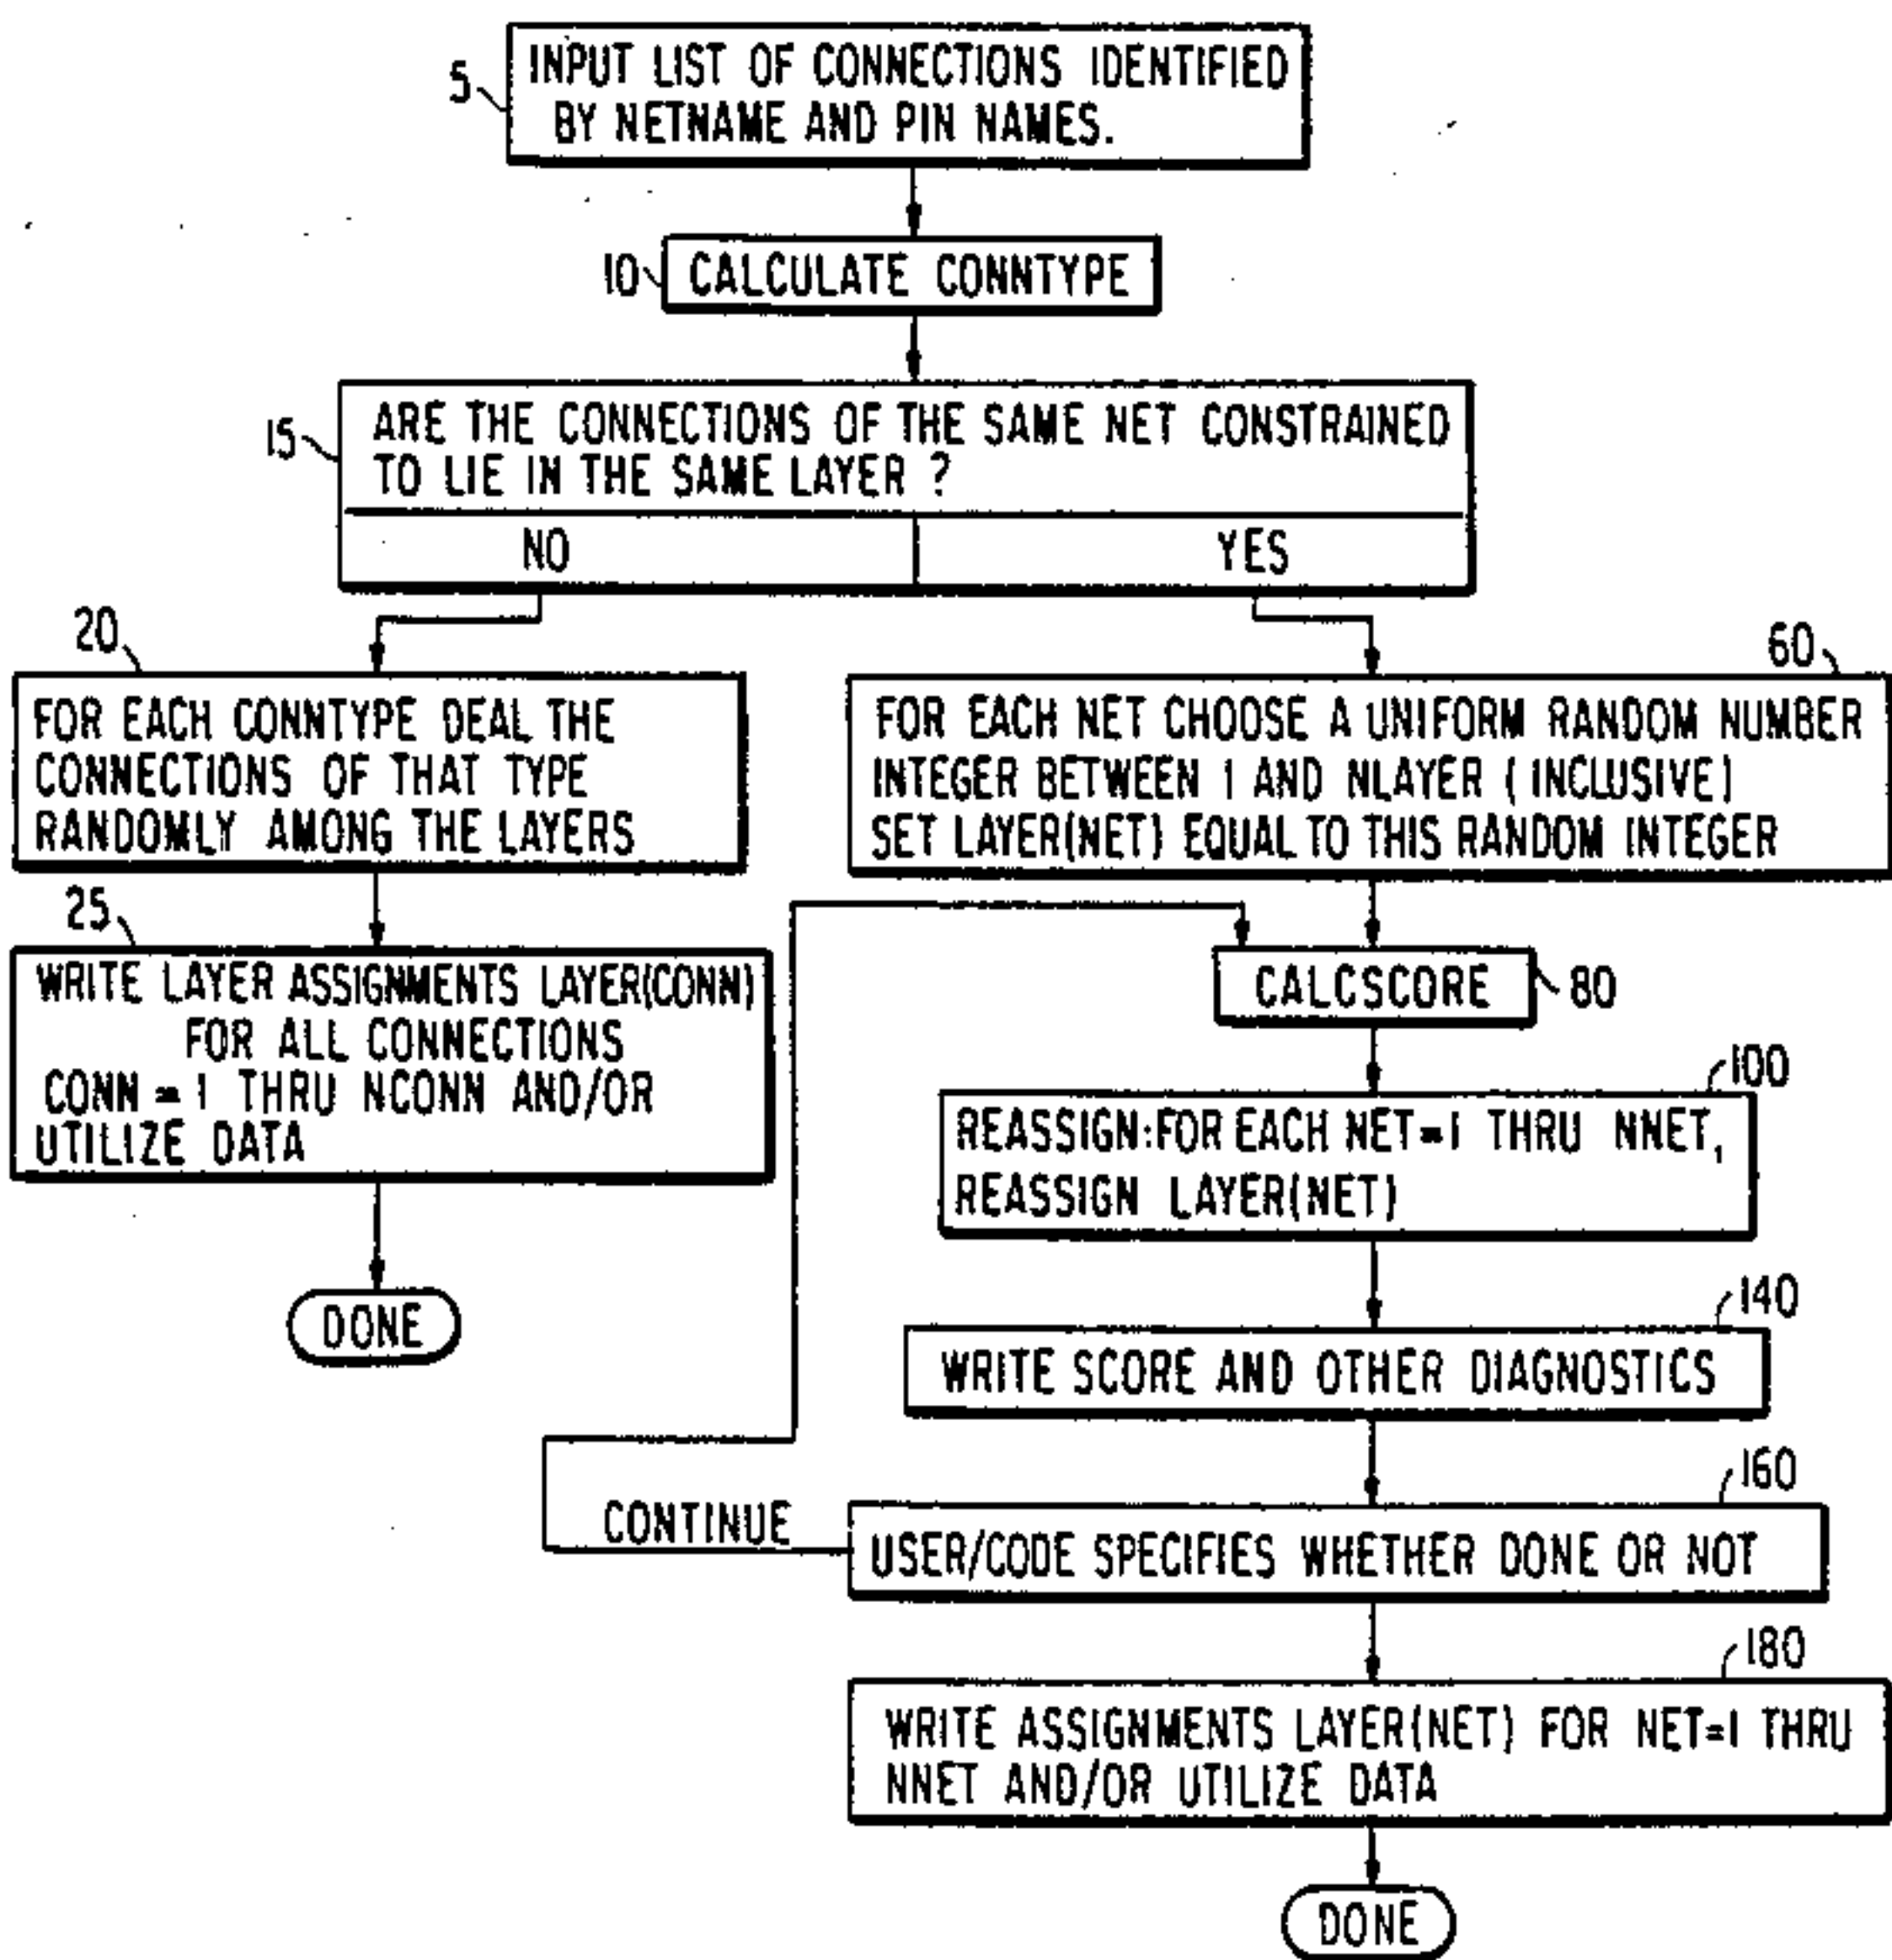 5
INPUT LIST OF CONNECTIONS IDENTIFIED
BY NETNAME AND PIN NAMES.
10
CALCULATE CONNTYPE
15
ARE THE CONNECTIONS OF THE SAME NET CONSTRAINED
TO LIE IN THE SAME LAYER ?
NO
YES
20
FOR EACH CONNTYPE DEAL THE
CONNECTIONS OF THAT TYPE
RANDOMLY AMONG THE LAYERS
25
WRITE LAYER ASSIGNMENTS LAYER(CONN)
FOR ALL CONNECTIONS
CONN = 1 THRU NCONN AND/OR
UTILIZE DATA
DONE
60
FOR EACH NET CHOOSE A UNIFORM RANDOM NUMBER
INTEGER BETWEEN 1 AND NLAYER (INCLUSIVE)
SET LAYER(NET) EQUAL TO THIS RANDOM INTEGER
CALCSCORE
80
100
REASSIGN:FOR EACH NET=1 THRU NNET,
REASSIGN LAYER(NET)
140
WRITE SCORE AND OTHER DIAGNOSTICS
160
CONTINUE
USER/CODE SPECIFIES WHETHER DONE OR NOT
180
WRITE ASSIGNMENTS LAYER(NET) FOR NET=1 THRU
NNET AND/OR UTILIZE DATA
DONE